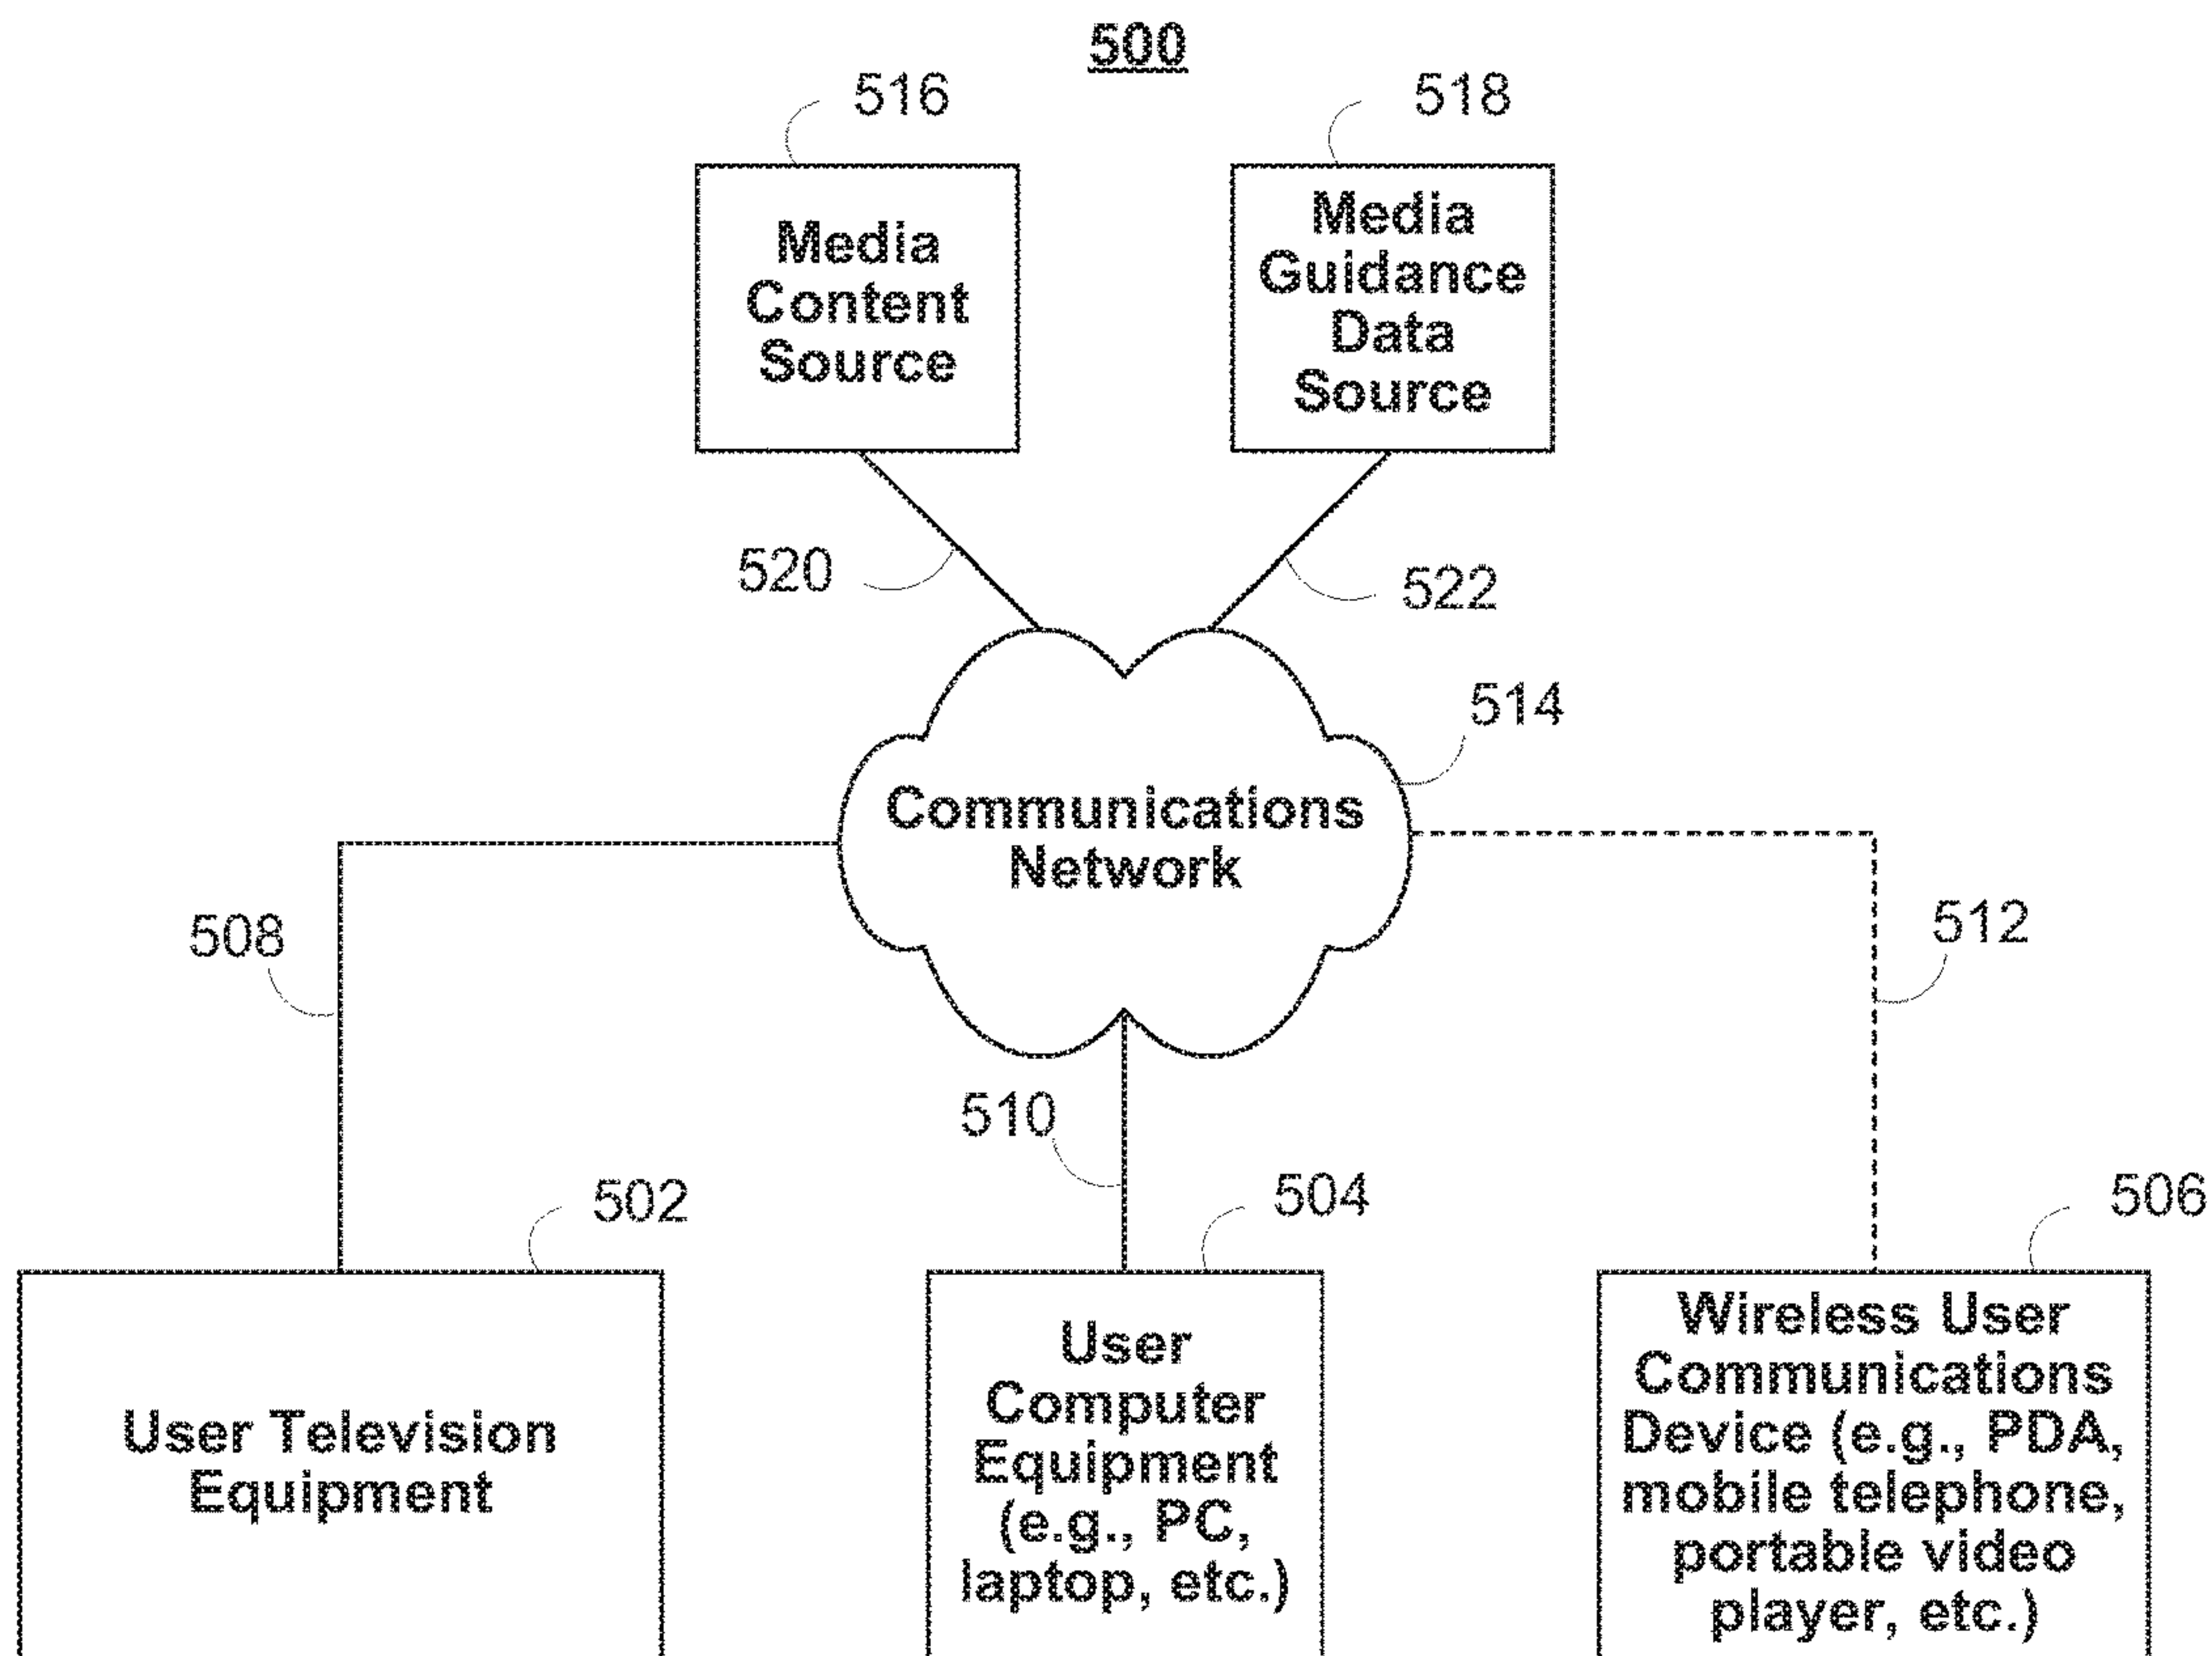 500
516
518
Media
Content
Source
Media
Guidance
Data
Source
520
522
514
Communications
Network
508
512
510
502
504
506
User Television
Equipment
User
Computer
Equipment
(e.g., PC,
laptop, etc.)
Wireless User
Communications
Device (e.g., PDA,
mobile telephone,
portable video
player, etc.)